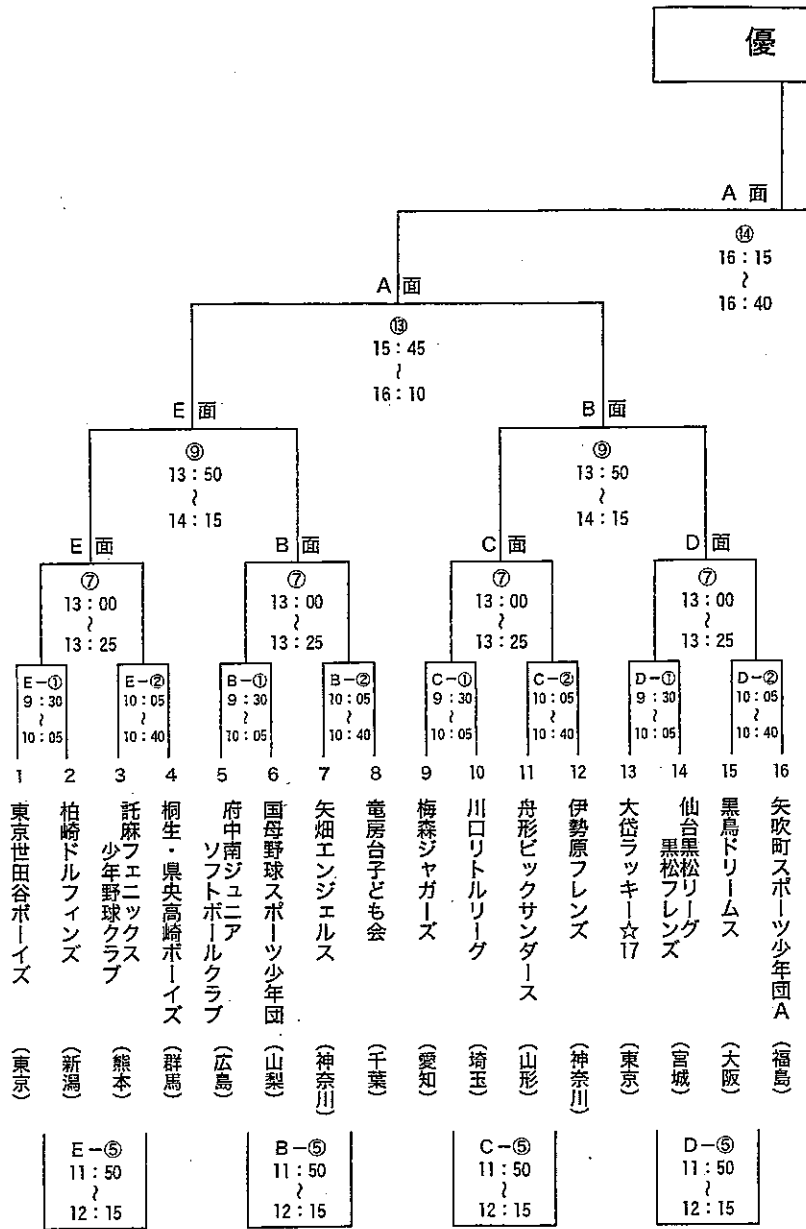 優
A 面
⑭
16：15
～
16：40
A 面
⑬
15：45
～
16：10
E 面
⑨
13：50
～
14：15
B 面
⑨
13：50
～
14：15
E 面
⑦
13：00
～
13：25
B 面
⑦
13：00
～
13：25
C 面
⑦
13：00
～
13：25
D 面
⑦
13：00
～
13：25
E－①
9：30
～
10：05
E－②
10：05
～
10：40
B－①
9：30
～
10：05
B－②
10：05
～
10：40
C－①
9：30
～
10：05
C－②
10：05
～
10：40
D－①
9：30
～
10：05
D－②
10：05
～
10：40
1
東京世田谷ボーイズ
（東京）
2
柏崎ドルフィンズ
（新潟）
3
託麻フェニックス
少年野球クラブ
（熊本）
4
桐生・県央高崎ボーイズ
（群馬）
5
府中南ジュニア
ソフトボールクラブ
（広島）
6
国母野球スポーツ少年団
（山梨）
7
矢畑エンジェルス
（神奈川）
8
竜房台子ども会
（千葉）
9
梅森ジャガーズ
（愛知）
10
川口リトルリーグ
（埼玉）
11
舟形ビックサンダース
（山形）
12
伊勢原フレンズ
（神奈川）
13
大岱ラッキー☆17
（東京）
14
仙台黒松リーグ
黒松フレンズ
（宮城）
15
黒鳥ドリームス
（大阪）
16
矢吹町スポーツ少年団A
（福島）
E－⑤
11：50
～
12：15
B－⑤
11：50
～
12：15
C－⑤
11：50
～
12：15
D－⑤
11：50
～
12：15